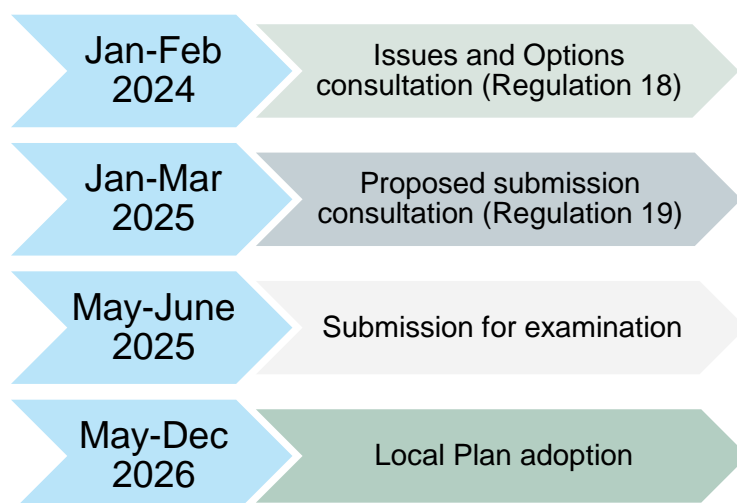 Jan-Feb
2024
Issues and Options
consultation (Regulation 18)
Jan-Mar
2025
Proposed submission
consultation (Regulation 19)
May-June
2025
Submission for examination
May-Dec
2026
Local Plan adoption